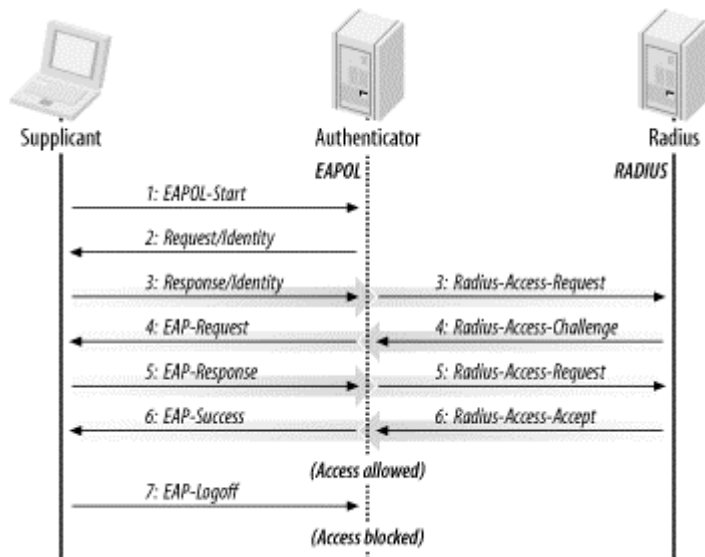 Supplicant Authenticator Radius
EAPOL RADIUS
1: EAPOL-Start
2: Request/Identity
3: Response/Identity 3: Radius-Access-Request
4: EAP-Request 4: Radius-Access-Challenge
5: EAP-Response 5: Radius-Access-Request
6: EAP-Success 6: Radius-Access-Accept
(Access allowed)
7: EAP-Logoff
(Access blocked)